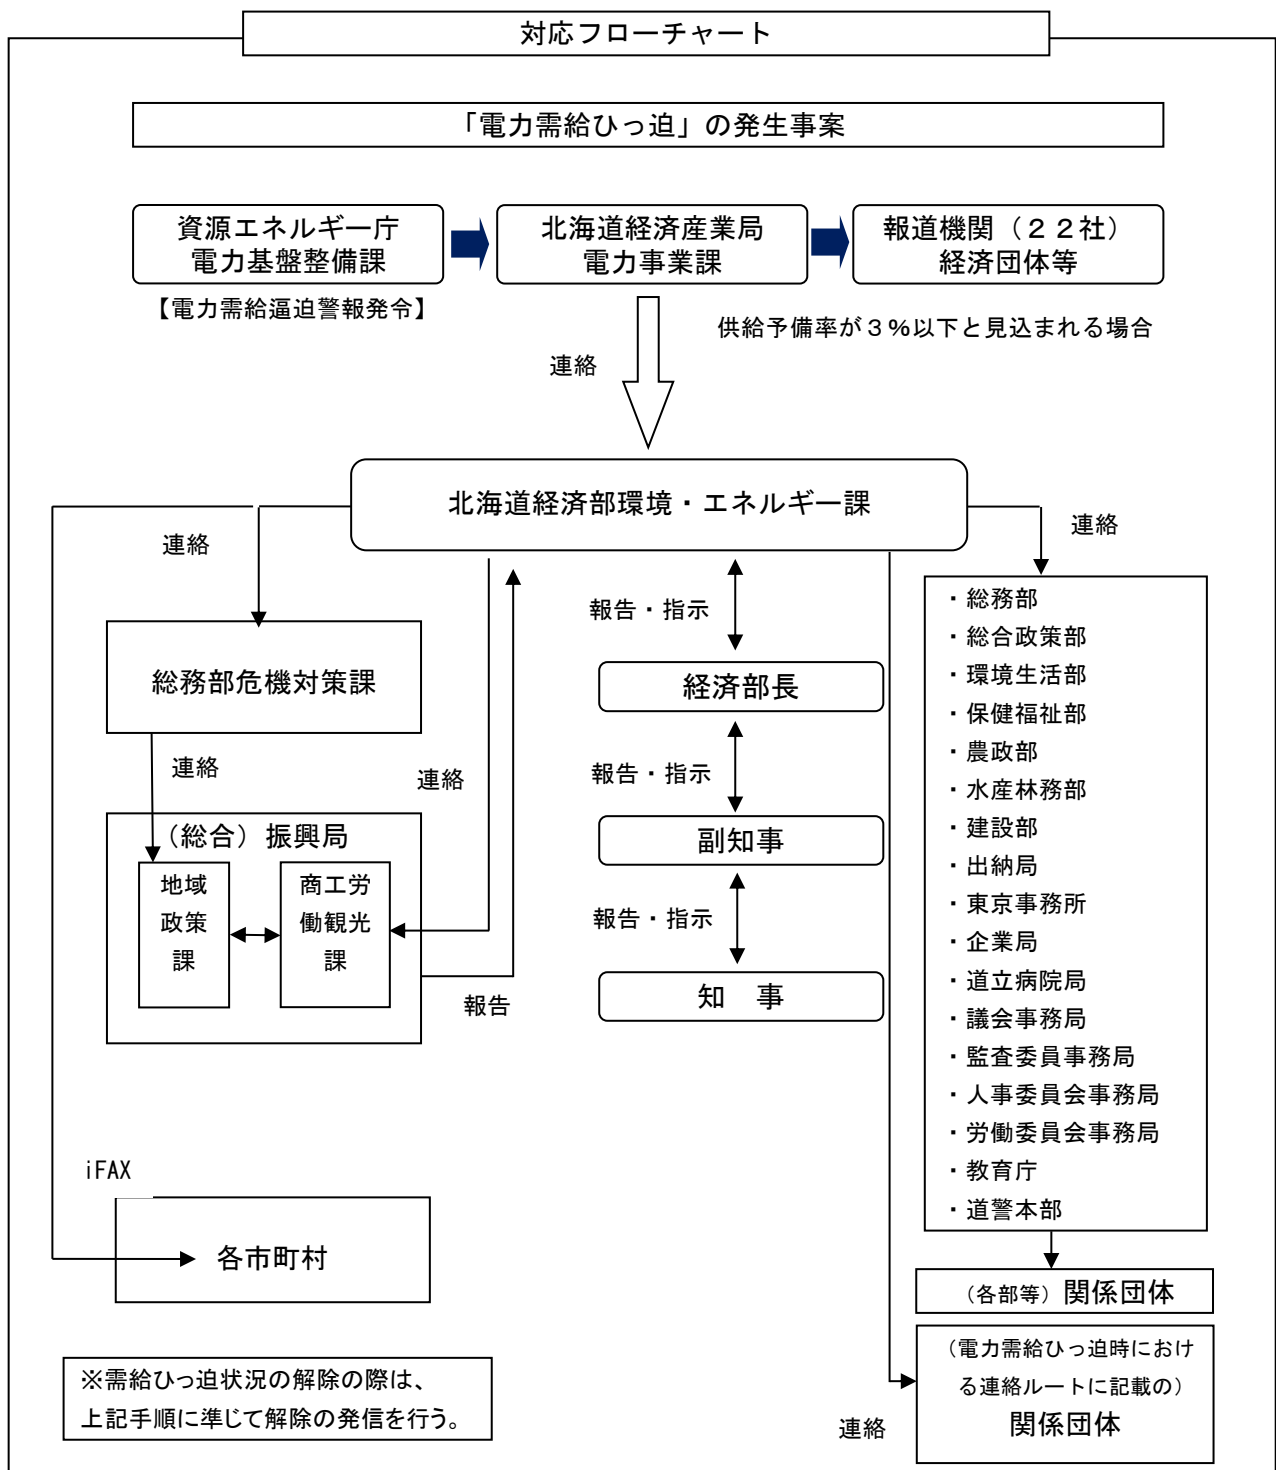 対応フローチャート
「電力需給ひっ迫」の発生事案
資源エネルギー庁
電力基盤整備課
北海道経済産業局
電力事業課
報道機関（２２社）
経済団体等
【電力需給逼迫警報発令】
供給予備率が３％以下と見込まれる場合
連絡
北海道経済部環境・エネルギー課
連絡
連絡
総務部危機対策課
連絡
（総合）振興局
地域
政策
課
商工労
働観光
課
連絡
報告
報告・指示
経済部長
報告・指示
副知事
報告・指示
知　事
・総務部
・総合政策部
・環境生活部
・保健福祉部
・農政部
・水産林務部
・建設部
・出納局
・東京事務所
・企業局
・道立病院局
・議会事務局
・監査委員事務局
・人事委員会事務局
・労働委員会事務局
・教育庁
・道警本部
iFAX
各市町村
（各部等）関係団体
（電力需給ひっ迫時におけ
る連絡ルートに記載の）
関係団体
連絡
※需給ひっ迫状況の解除の際は、
上記手順に準じて解除の発信を行う。